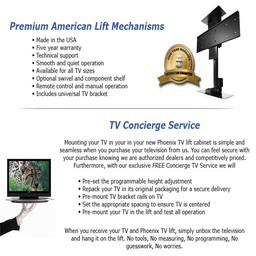 Premium American Lift Mechanisms
• Made in the USA
• Five year warranty
• Technical support
• Smooth and quiet operation
• Available for all TV sizes
• Optional swivel and component shelf
• Remote control and manual operation
• Includes universal TV bracket
TV Concierge Service
Mounting your TV in your in your new Phoenix TV lift cabinet is simple and
seamless when you purchase your television from us. You can feel secure with
your purchase knowing we are authorized dealers and competitively priced.
Furthermore, with our exclusive FREE Concierge TV Service we will
• Pre-set the programmable height adjustment
• Repack your TV in its original packaging for a secure delivery
• Pre-mount TV bracket rails on TV
• Set the appropriate spacing to ensure TV is centered
• Pre-mount your TV in the lift and test all operation
When you receive your TV and Phoenix TV lift, simply unbox the television
and hang it on the lift. No tools, No measuring, No programming, No
guesswork, No worries.